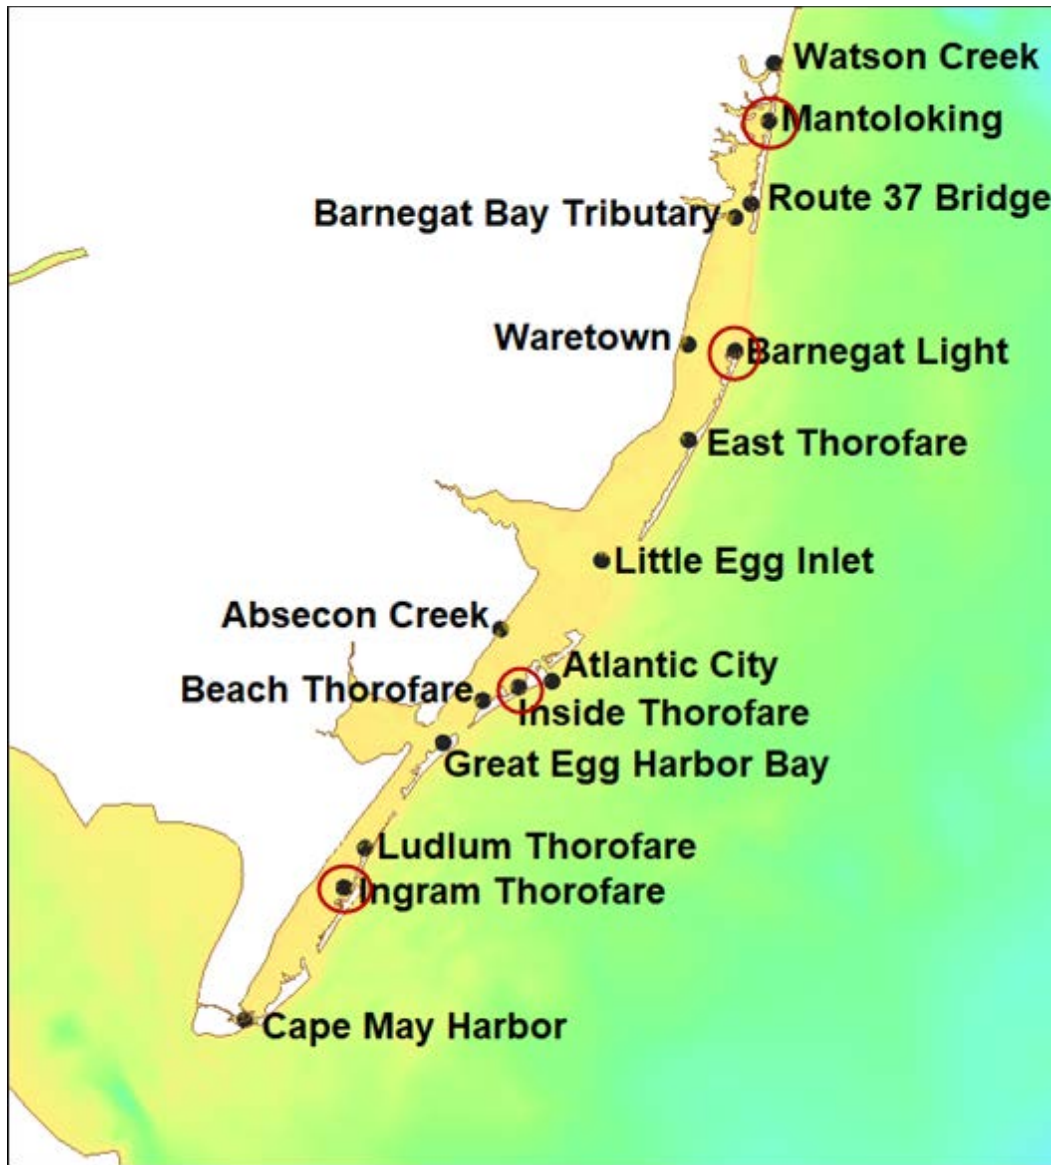 Watson Creek
Mantoloking
Route 37 Bridge
Barnegat Bay Tributary
Waretown
Barnegat Light
East Thorofare
Little Egg Inlet
Absecon Creek
Atlantic City
Beach Thorofare
Inside Thorofare
Great Egg Harbor Bay
Ludlum Thorofare
Ingram Thorofare
Cape May Harbor